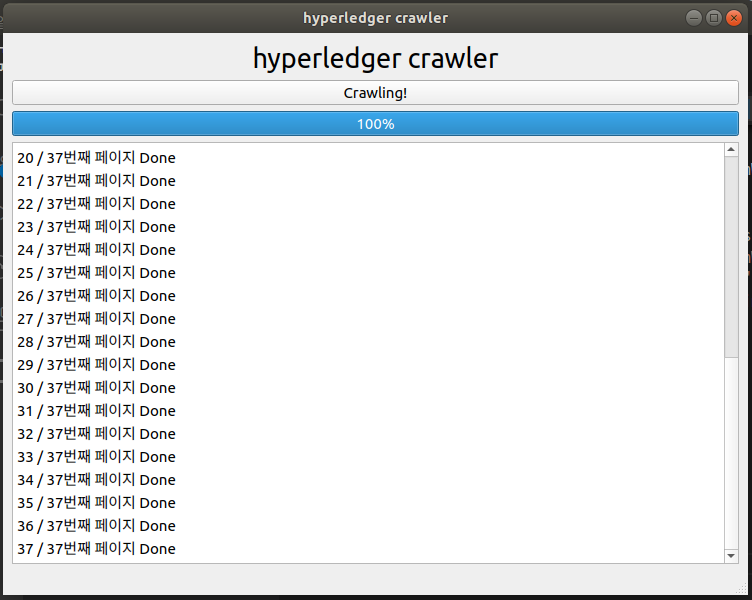 hyperledger crawler
hyperledger crawler
Crawling!
100%
20 / 37번째 페이지 Done
21 / 37번째 페이지 Done
22 / 37번째 페이지 Done
23 / 37번째 페이지 Done
24 / 37번째 페이지 Done
25 / 37번째 페이지 Done
26 / 37번째 페이지 Done
27 / 37번째 페이지 Done
28 / 37번째 페이지 Done
29 / 37번째 페이지 Done
30 / 37번째 페이지 Done
31 / 37번째 페이지 Done
32 / 37번째 페이지 Done
33 / 37번째 페이지 Done
34 / 37번째 페이지 Done
35 / 37번째 페이지 Done
36 / 37번째 페이지 Done
37 / 37번째 페이지 Done